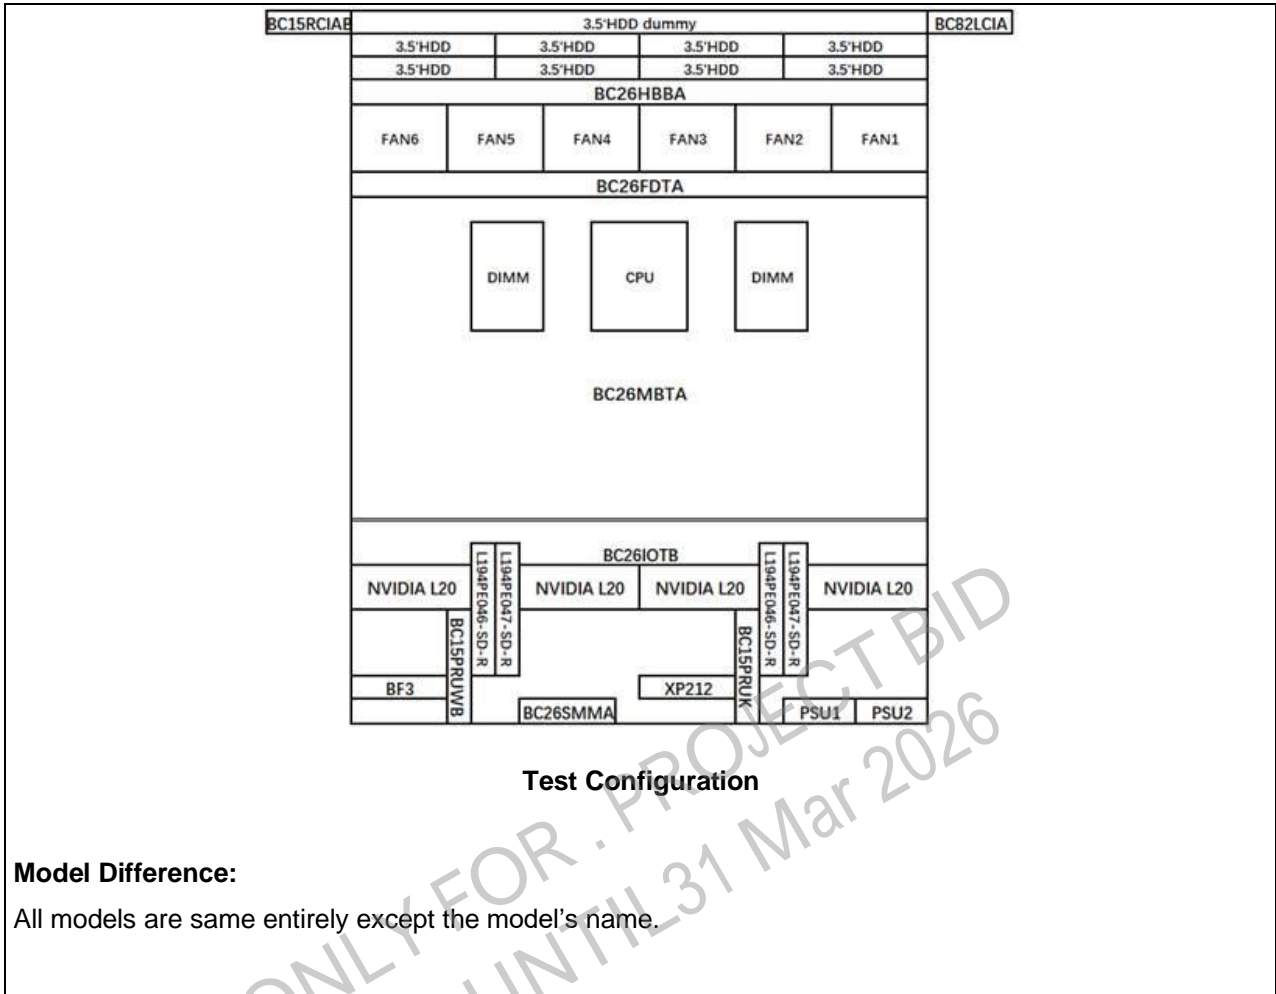 BC15RCIAB 3.5'HDD dummy BC82LCIA
3.5'HDD 3.5'HDD 3.5'HDD 3.5'HDD
3.5'HDD 3.5'HDD 3.5'HDD 3.5'HDD
BC26HBBA
FAN6 FAN5 FAN4 FAN3 FAN2 FAN1
BC26FDTA
DIMM CPU DIMM
BC26MBTA
BC26IOTB
L194PE046-SD-R
L194PE047-SD-R
L194PE046-SD-R
L194PE047-SD-R
NVIDIA L20 NVIDIA L20 NVIDIA L20 NVIDIA L20
BC15PRUWB
BC15PRUK
BF3 XP212
BC26SMMA PSU1 PSU2
Test Configuration
Model Difference:
All models are same entirely except the model's name.
ONLY FOR . PROJECT BID
UNTIL 31 Mar 2026